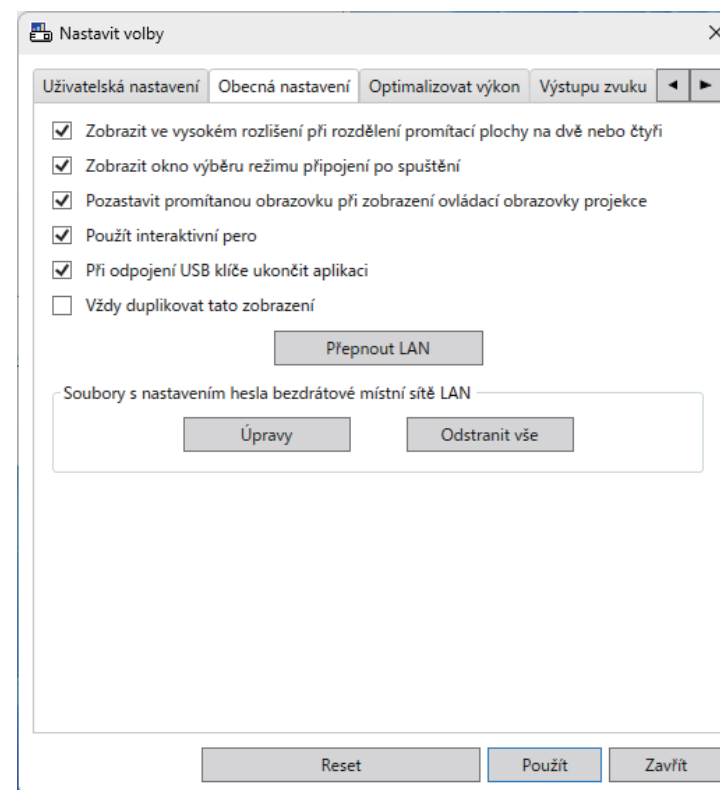 Nastavit volby
Uživatelská nastavení Obecná nastavení Optimalizovat výkon Výstupu zvuku
Zobrazit ve vysokém rozlišení při rozdělení promítací plochy na dvě nebo čtyři
Zobrazit okno výběru režimu připojení po spuštění
Pozastavit promítanou obrazovku při zobrazení ovládací obrazovky projekce
Použít interaktivní pero
Při odpojení USB klíče ukončit aplikaci
Vždy duplikovat tato zobrazení
Přepnout LAN
Soubory s nastavením hesla bezdrátové místní sítě LAN
Úpravy Odstranit vše
Reset Použít Zavřít